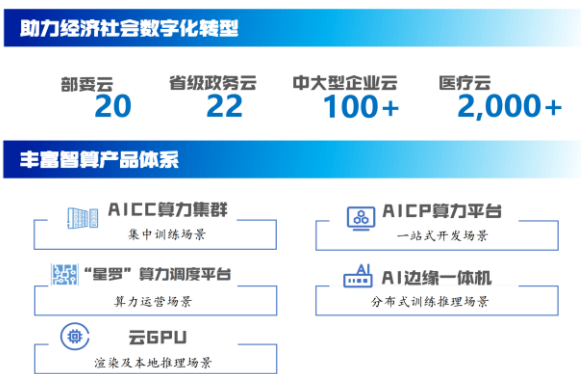 助力经济社会数字化转型
部委云 省级政务云 中大型企业云 医疗云
20 22 100+ 2,000+
丰富智算产品体系
AICC算力集群
集中训练场景
AICP算力平台
一站式开发场景
“星罗”算力调度平台
算力运营场景
AI
AI边缘一体机
分布式训练推理场景
云GPU
渲染及本地推理场景